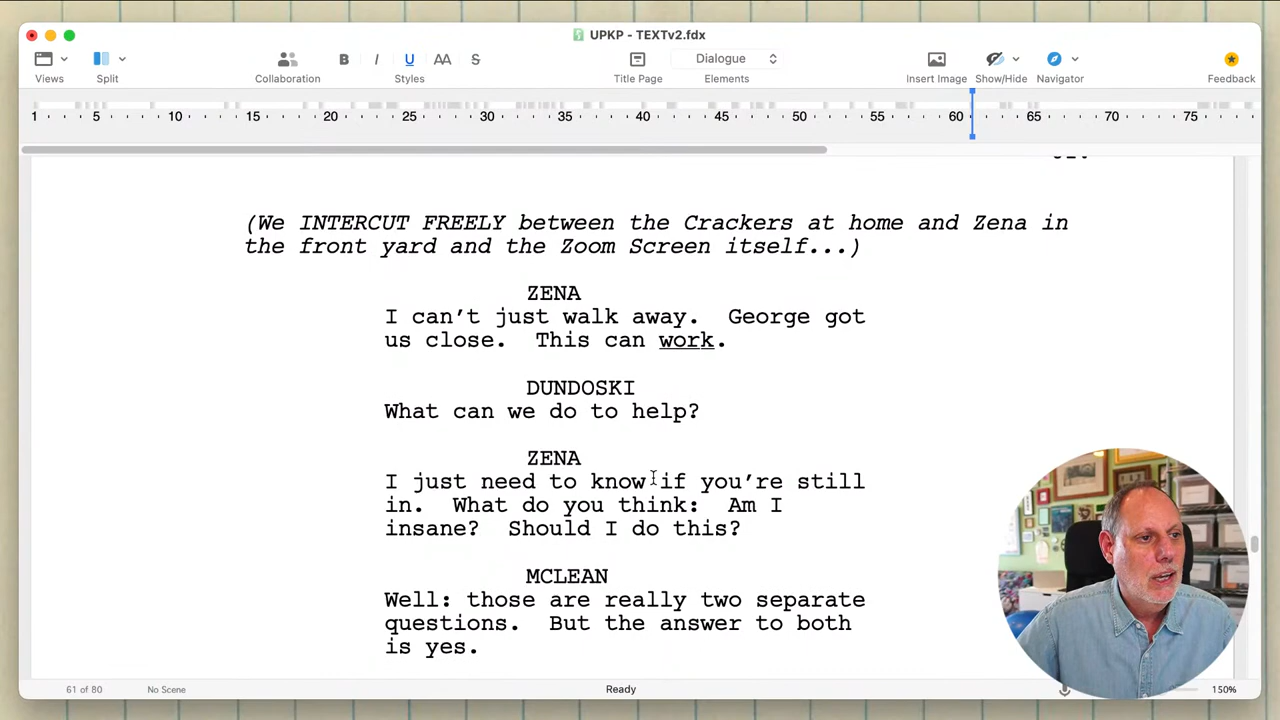 UPKP - TEXTv2.fdx
B I U AA S
Dialogue
Views Split Collaboration Styles Title Page Elements Insert Image Show/Hide Navigator Feedback
1 5 10 15 20 25 30 35 40 45 50 55 60 65 70 75
(We INTERCUT FREELY between the Crackers at home and Zena in
the front yard and the Zoom Screen itself...)
ZENA
I can’t just walk away. George got
us close. This can work.
DUNDOSKI
What can we do to help?
ZENA
I just need to know if you’re still
in. What do you think: Am I
insane? Should I do this?
MCLEAN
Well: those are really two separate
questions. But the answer to both
is yes.
61 of 80 No Scene Ready 150%